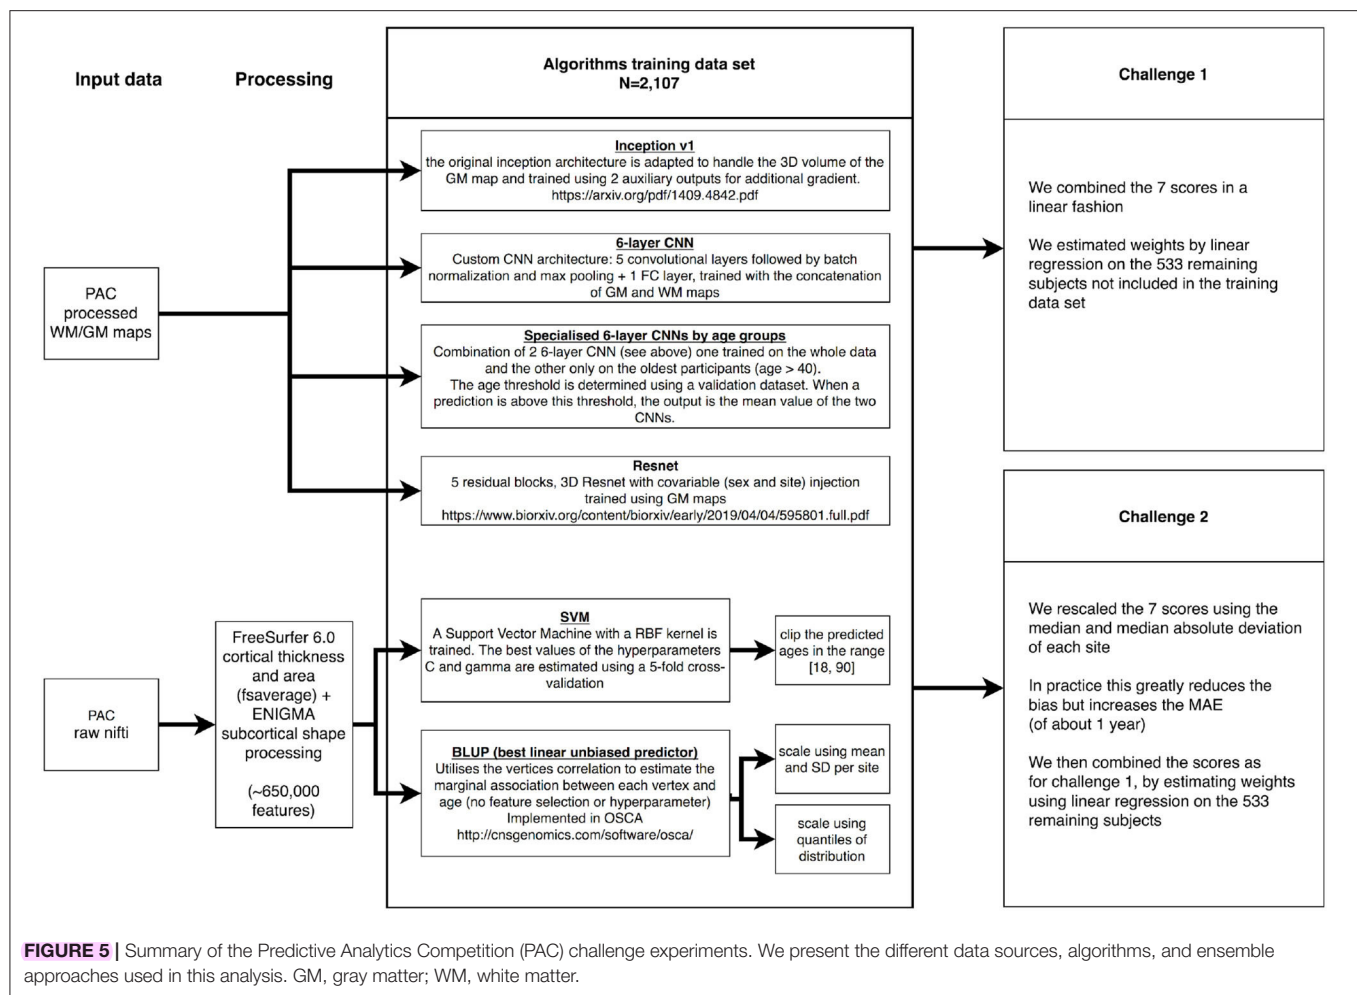 Input data
Processing
Algorithms training data set
N=2,107
Inception v1
the original inception architecture is adapted to handle the 3D volume of the
GM map and trained using 2 auxiliary outputs for additional gradient.
https://arxiv.org/pdf/1409.4842.pdf
6-layer CNN
Custom CNN architecture: 5 convolutional layers followed by batch
normalization and max pooling + 1 FC layer, trained with the concatenation
of GM and WM maps
PAC
processed
WM/GM maps
Specialised 6-layer CNNs by age groups
Combination of 2 6-layer CNN (see above) one trained on the whole data
and the other only on the oldest participants (age > 40).
The age threshold is determined using a validation dataset. When a
prediction is above this threshold, the output is the mean value of the two
CNNs.
Resnet
5 residual blocks, 3D Resnet with covariable (sex and site) injection
trained using GM maps
https://www.biorxiv.org/content/biorxiv/early/2019/04/04/595801.full.pdf
PAC
raw nifti
FreeSurfer 6.0
cortical thickness
and area
(fsaverage) +
ENIGMA
subcortical shape
processing
(~650,000
features)
SVM
A Support Vector Machine with a RBF kernel is
trained. The best values of the hyperparameters
C and gamma are estimated using a 5-fold cross-
validation
clip the predicted
ages in the range
[18, 90]
BLUP (best linear unbiased predictor)
Utilises the vertices correlation to estimate the
marginal association between each vertex and
age (no feature selection or hyperparameter)
Implemented in OSCA
http://cnsgenomics.com/software/osca/
scale using mean
and SD per site
scale using
quantiles of
distribution
Challenge 1
We combined the 7 scores in a
linear fashion
We estimated weights by linear
regression on the 533 remaining
subjects not included in the training
data set
Challenge 2
We rescaled the 7 scores using the
median and median absolute deviation
of each site
In practice this greatly reduces the
bias but increases the MAE
(of about 1 year)
We then combined the scores as
for challenge 1, by estimating weights
using linear regression on the 533
remaining subjects
FIGURE 5 | Summary of the Predictive Analytics Competition (PAC) challenge experiments. We present the different data sources, algorithms, and ensemble
approaches used in this analysis. GM, gray matter; WM, white matter.